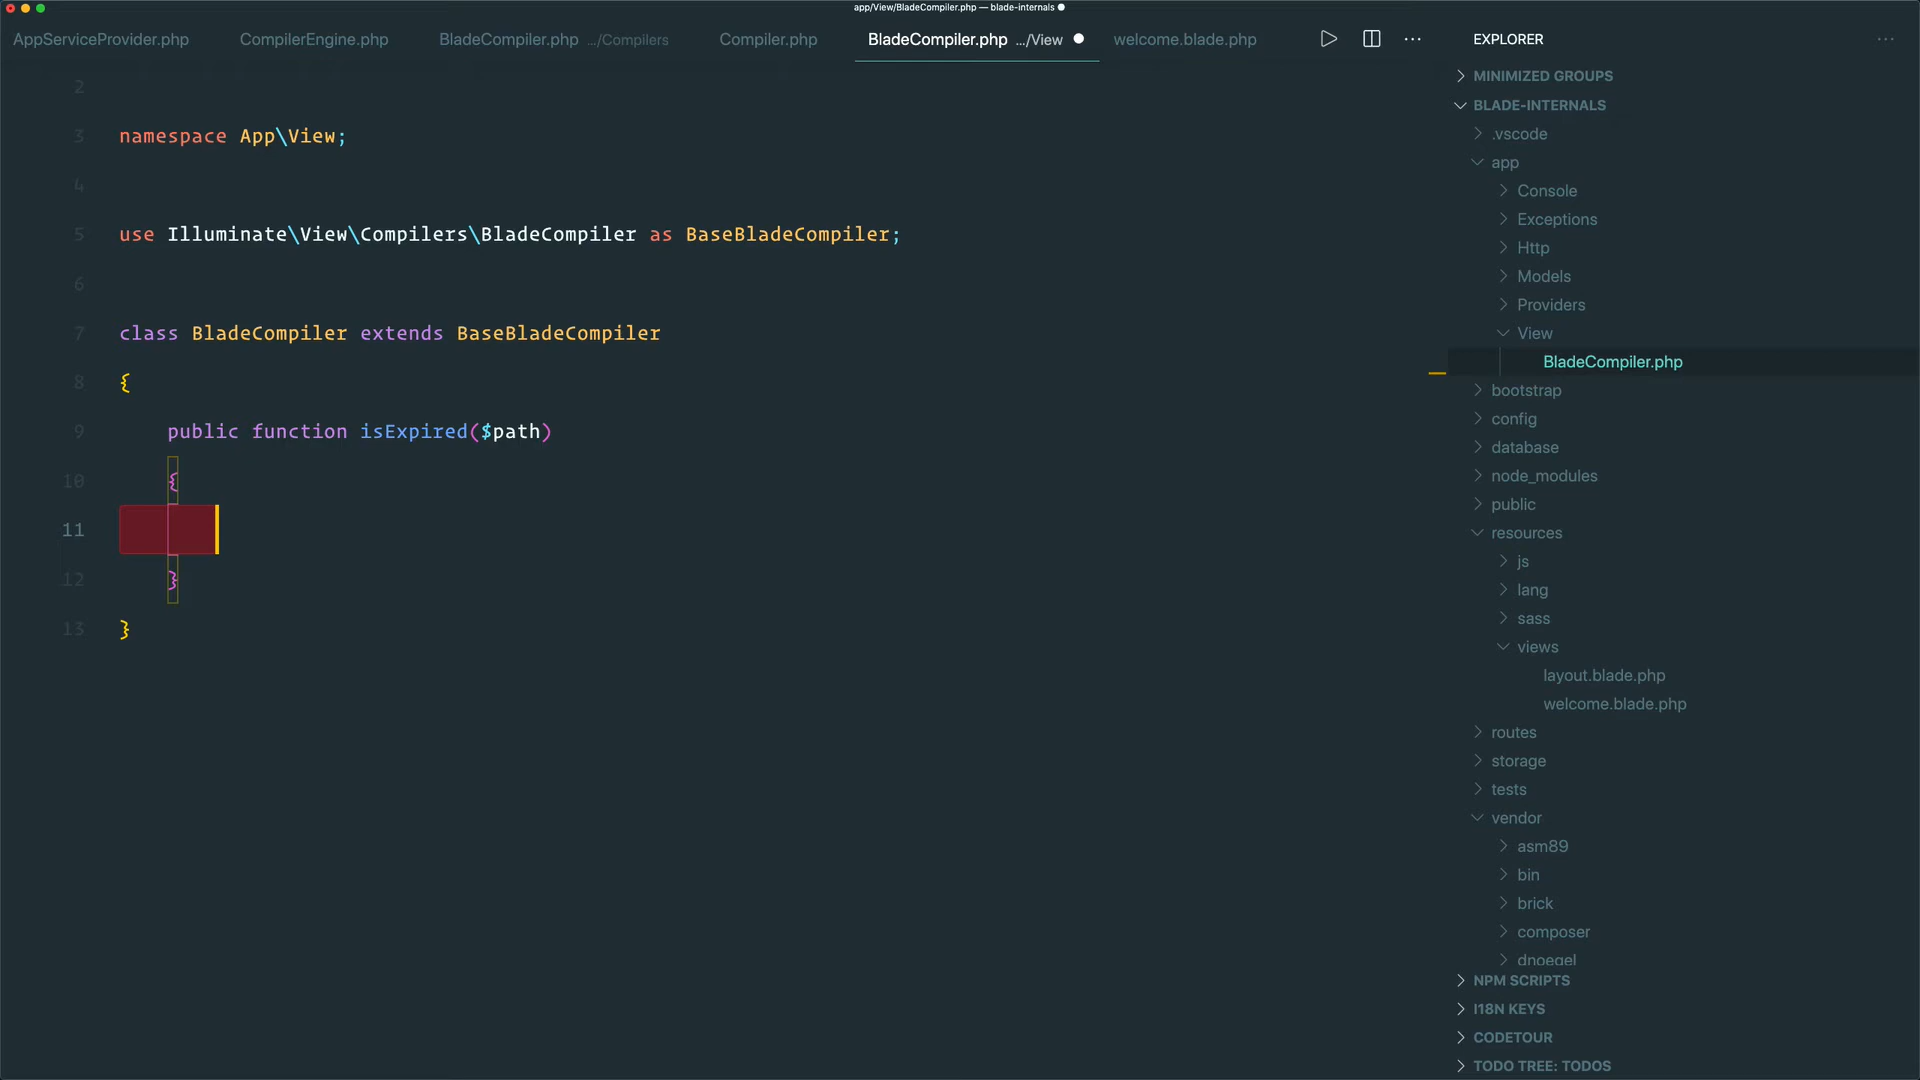 app/View/BladeCompiler.php — blade-internals
AppServiceProvider.php CompilerEngine.php BladeCompiler.php .../Compilers Compiler.php BladeCompiler.php .../View welcome.blade.php
2
3 namespace App\View;
4
5 use Illuminate\View\Compilers\BladeCompiler as BaseBladeCompiler;
6
7 class BladeCompiler extends BaseBladeCompiler
8 {
9 public function isExpired($path)
10 {
11
12 }
13 }
EXPLORER
MINIMIZED GROUPS
BLADE-INTERNALS
.vscode
app
Console
Exceptions
Http
Models
Providers
View
BladeCompiler.php
bootstrap
config
database
node_modules
public
resources
js
lang
sass
views
layout.blade.php
welcome.blade.php
routes
storage
tests
vendor
asm89
bin
brick
composer
dnoegel
NPM SCRIPTS
I18N KEYS
CODETOUR
TODO TREE: TODOS